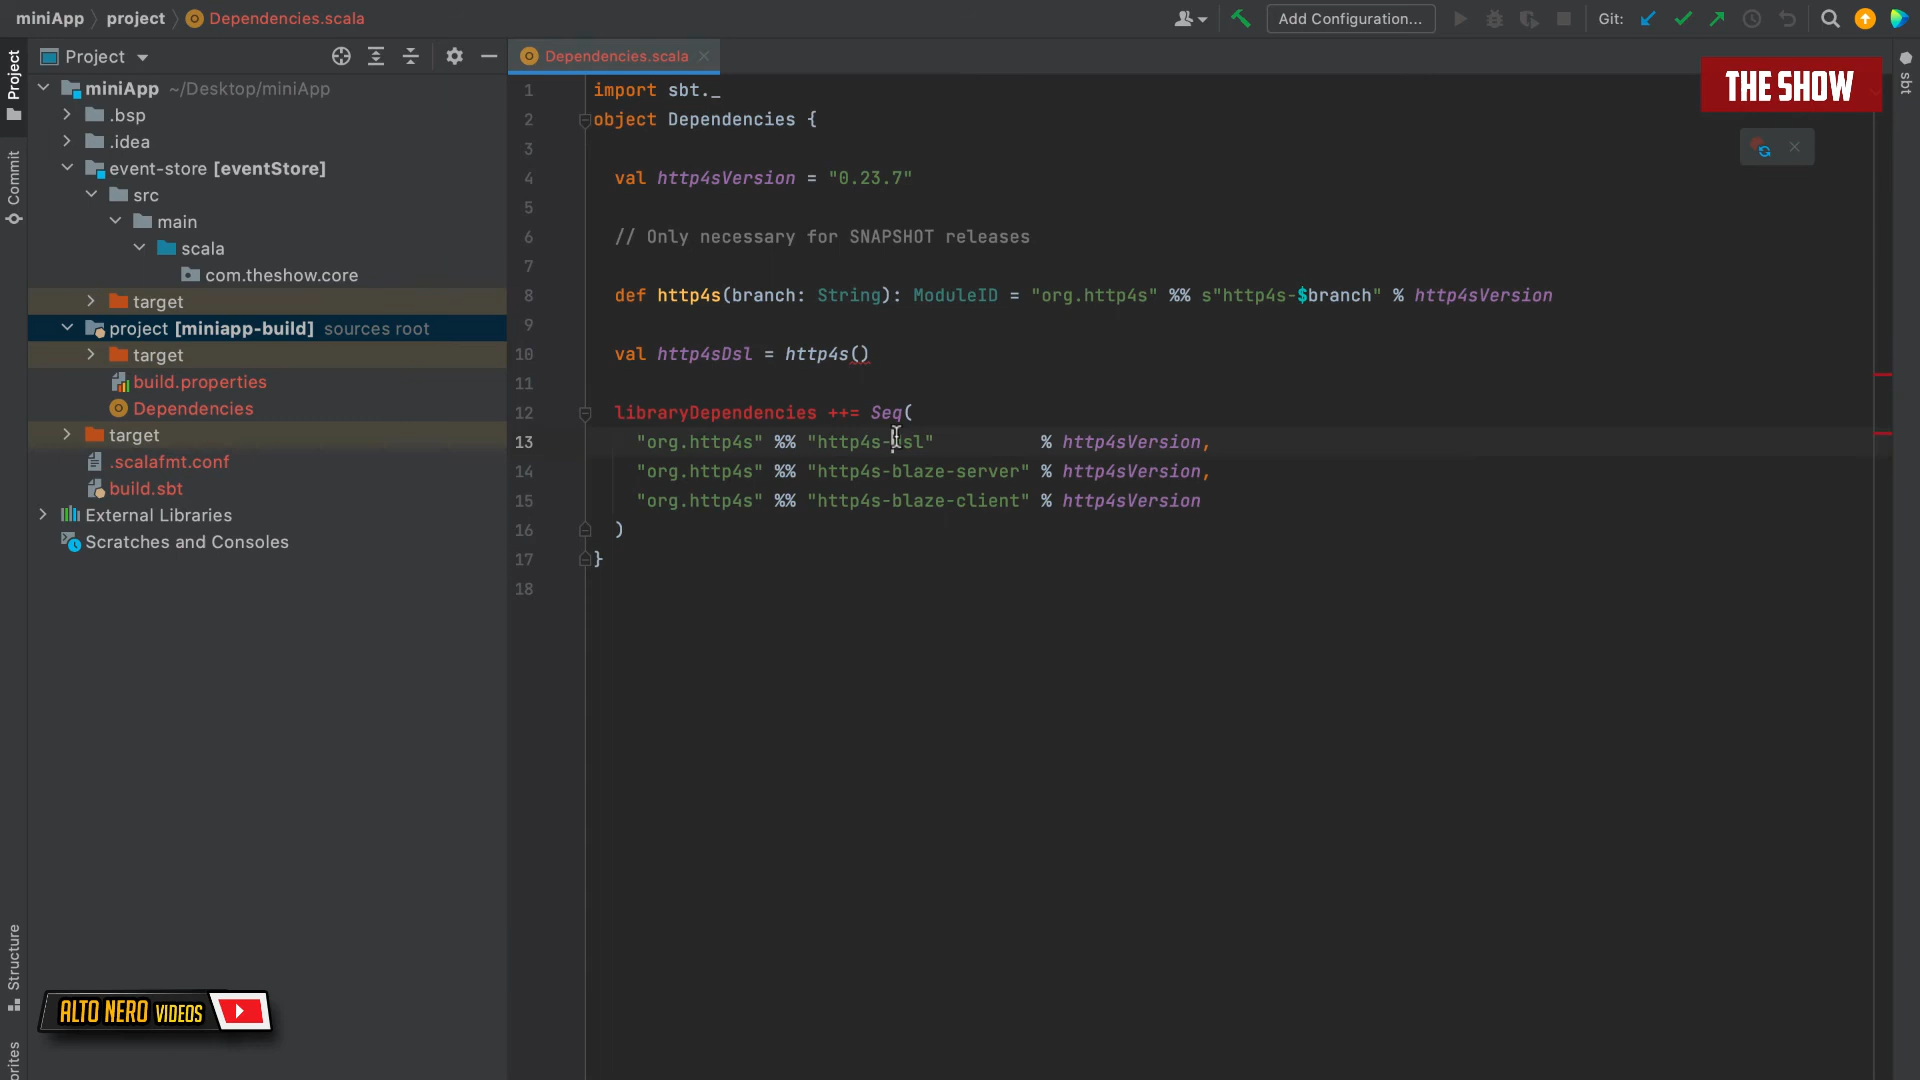 miniApp project Dependencies.scala Add Configuration... Git:
Project Dependencies.scala
THE SHOW
Project
Commit
Structure
sbt
miniApp ~/Desktop/miniApp
.bsp
.idea
event-store [eventStore]
src
main
scala
com.theshow.core
target
project [miniapp-build] sources root
target
build.properties
Dependencies
target
.scalafmt.conf
build.sbt
External Libraries
Scratches and Consoles
1 import sbt._
2 object Dependencies {
3
4 val http4sVersion = "0.23.7"
5
6 // Only necessary for SNAPSHOT releases
7
8 def http4s(branch: String): ModuleID = "org.http4s" %% s"http4s-$branch" % http4sVersion
9
10 val http4sDsl = http4s()
11
12 libraryDependencies ++= Seq(
13 "org.http4s" %% "http4s-dsl" % http4sVersion,
14 "org.http4s" %% "http4s-blaze-server" % http4sVersion,
15 "org.http4s" %% "http4s-blaze-client" % http4sVersion
16 )
17 }
18
ALTO NERO VIDEOS